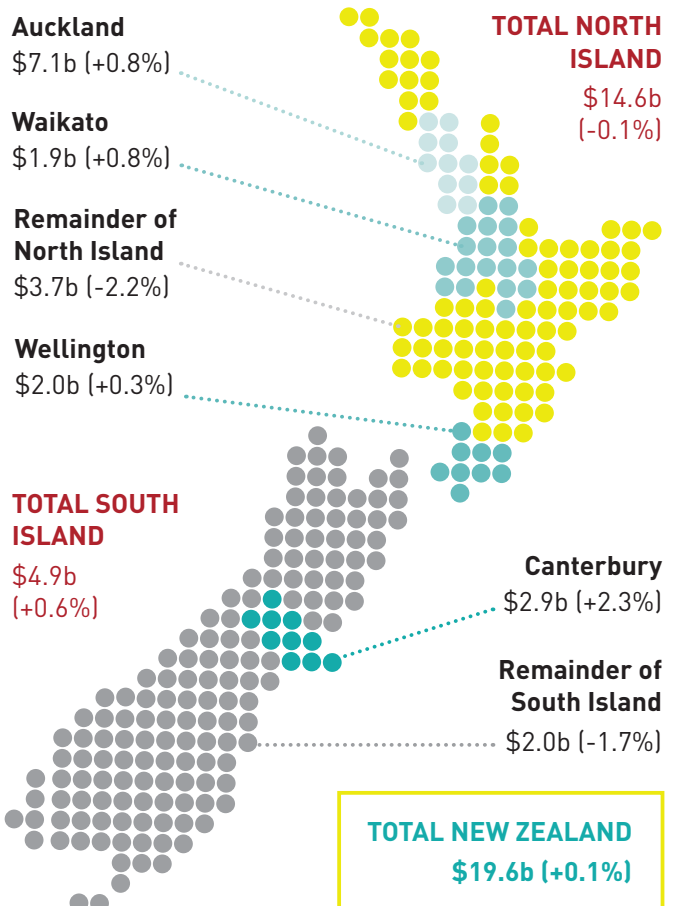 Auckland
$7.1b (+0.8%)
TOTAL NORTH
ISLAND
$14.6b
(-0.1%)
Waikato
$1.9b (+0.8%)
Remainder of
North Island
$3.7b (-2.2%)
Wellington
$2.0b (+0.3%)
TOTAL SOUTH
ISLAND
$4.9b
(+0.6%)
Canterbury
$2.9b (+2.3%)
Remainder of
South Island
$2.0b (-1.7%)
TOTAL NEW ZEALAND
$19.6b (+0.1%)